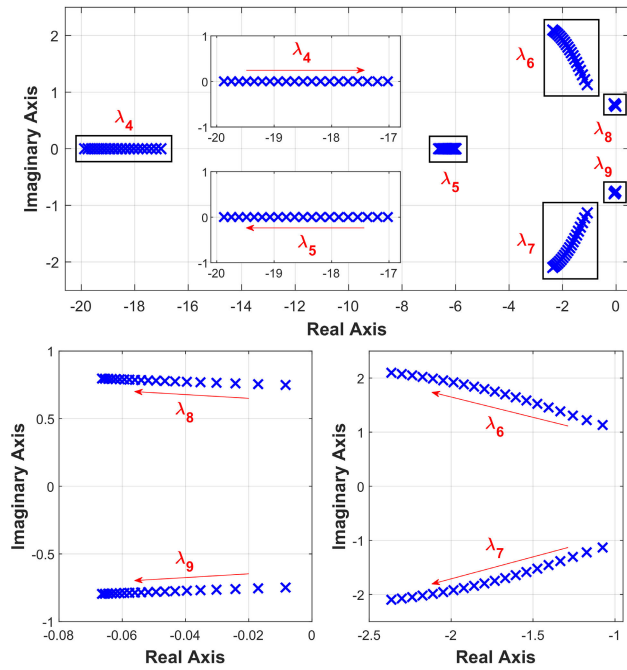 2
1
0
-1
-2
Imaginary Axis
-20
-18
-16
-14
-12
-10
-8
-6
-4
-2
0
Real Axis
λ4
λ5
λ6
λ7
λ8
λ9
1
0
-1
-20
-19
-18
-17
λ4
1
0
-1
-20
-19
-18
-17
λ5
1
0.5
0
-0.5
-1
Imaginary Axis
-0.08
-0.06
-0.04
-0.02
0
Real Axis
λ8
λ9
2
1
0
-1
-2
Imaginary Axis
-2.5
-2
-1.5
-1
Real Axis
λ6
λ7